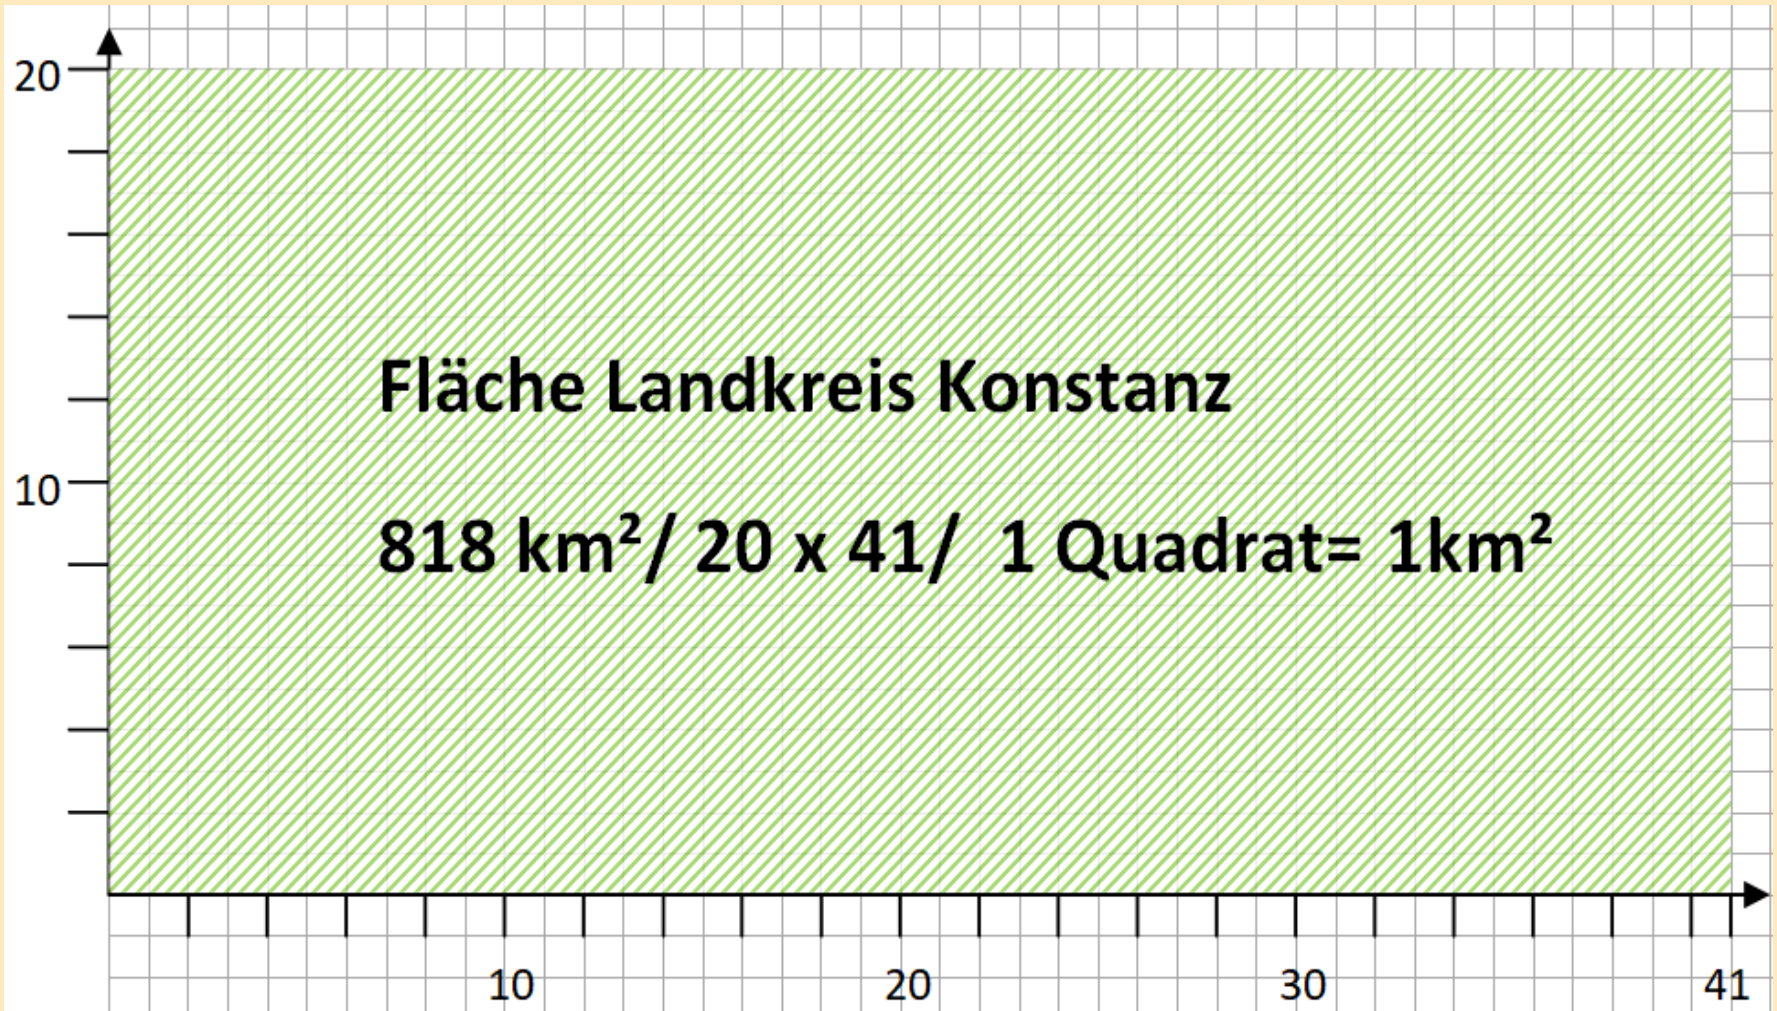 20
Fläche Landkreis Konstanz
10
818 km²/ 20 x 41/ 1 Quadrat= 1km²
10 20 30 41